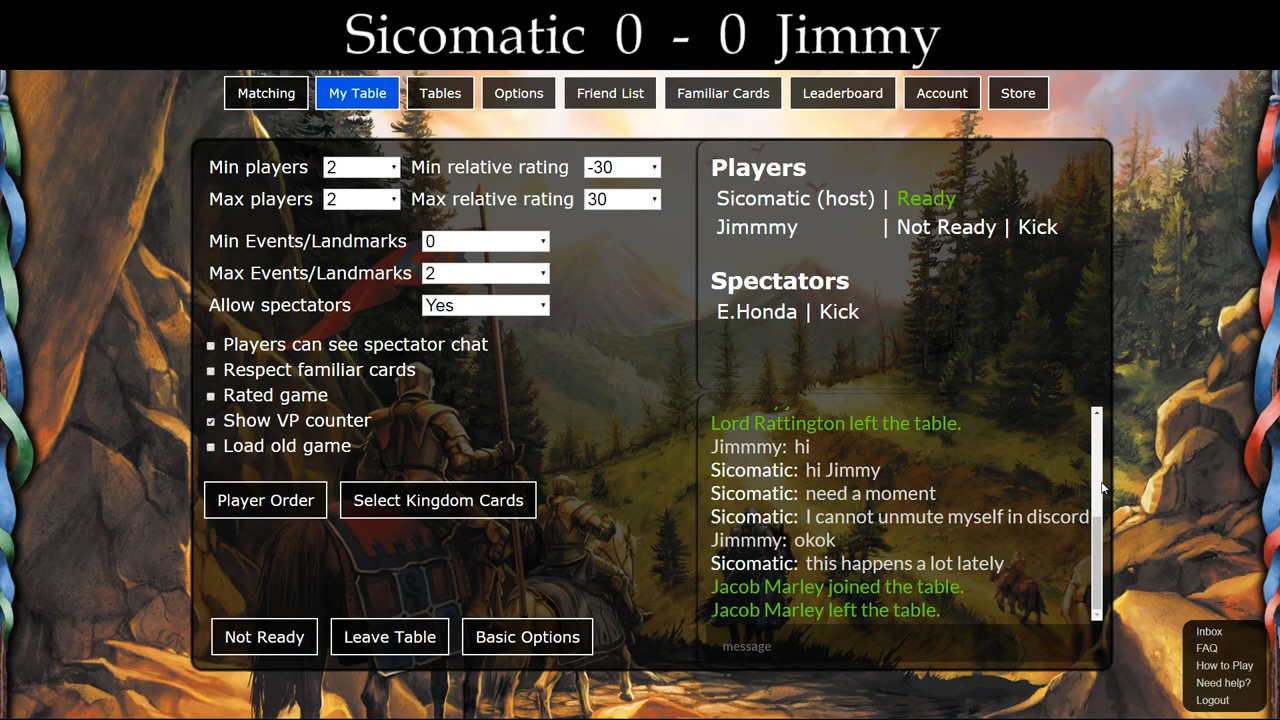 Sicomatic 0 - 0 Jimmy
Matching My Table Tables Options Friend List Familiar Cards Leaderboard Account Store
Min players 2 Min relative rating -30
Max players 2 Max relative rating 30
Min Events/Landmarks 0
Max Events/Landmarks 2
Allow spectators Yes
Players can see spectator chat
Respect familiar cards
Rated game
Show VP counter
Load old game
Player Order Select Kingdom Cards
Not Ready Leave Table Basic Options
Players
Sicomatic (host) | Ready
Jimmmy | Not Ready | Kick
Spectators
E.Honda | Kick
Lord Rattington left the table.
Jimmmy: hi
Sicomatic: hi Jimmy
Sicomatic: need a moment
Sicomatic: I cannot unmute myself in discord
Jimmmy: okok
Sicomatic: this happens a lot lately
Jacob Marley joined the table.
Jacob Marley left the table.
message
Inbox
FAQ
How to Play
Need help?
Logout